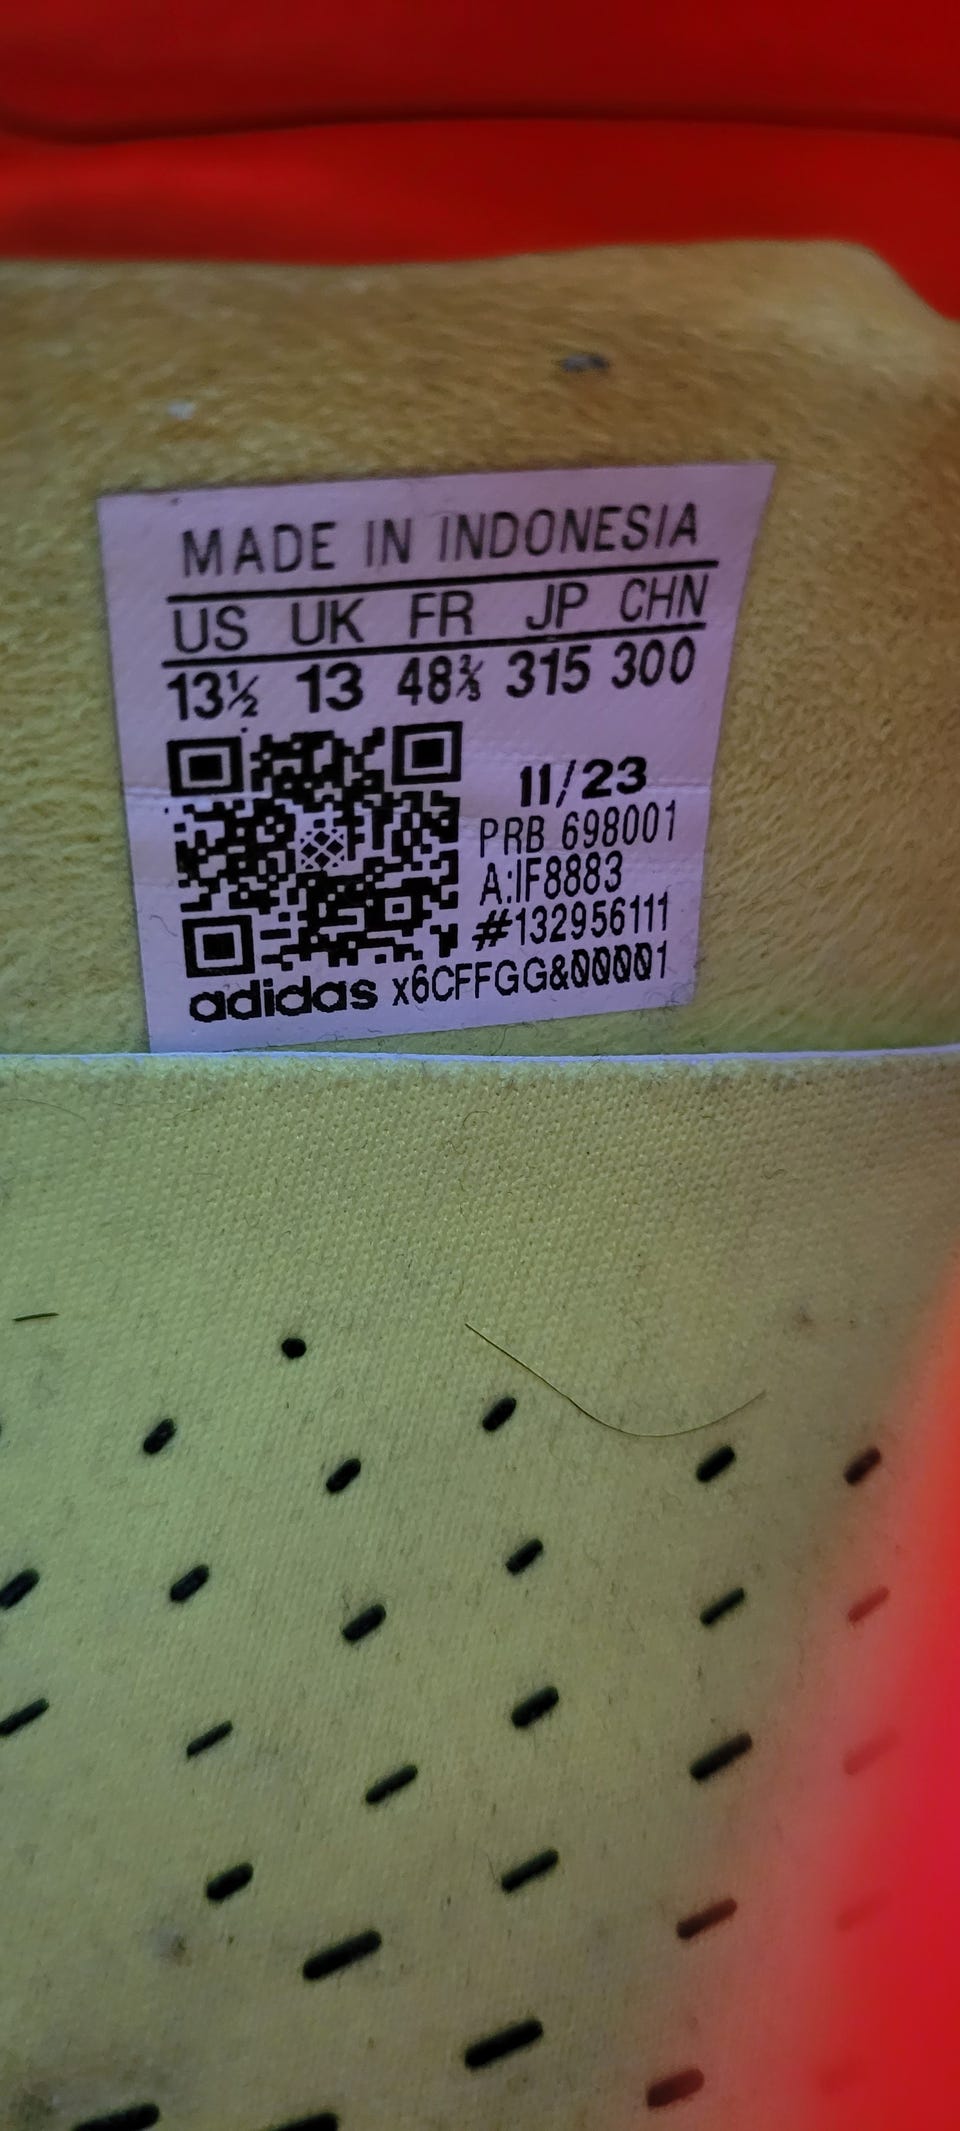 MADE IN INDONESIA
US UK FR JP CHN
13½ 13 48⅔ 315 300
11/23
PRB 698001
A:IF8883
#132956111
adidas x6CFFGG&00001